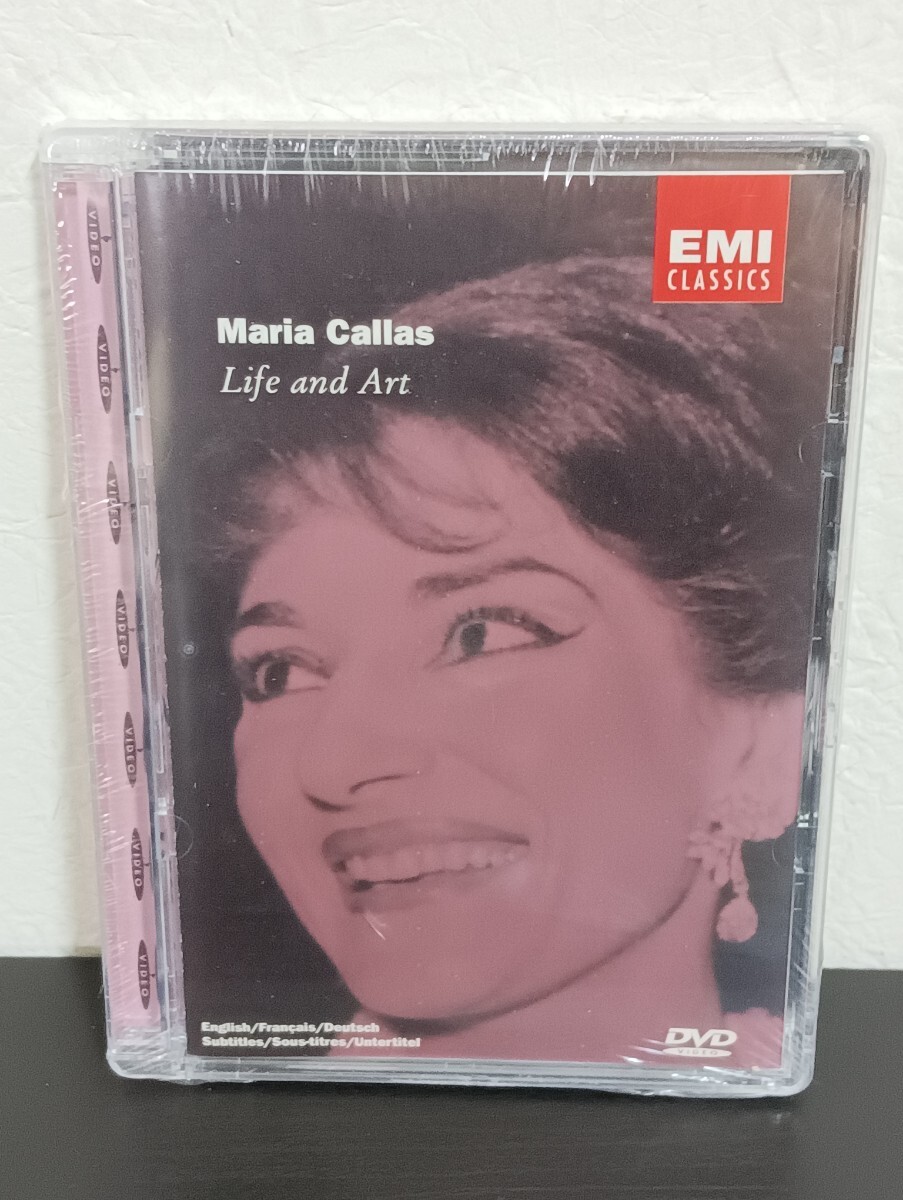 EMI
CLASSICS
Maria Callas
Life and Art
VIDEO
VIDEO
VIDEO
VIDEO
VIDEO
VIDEO
VIDEO
English/Français/Deutsch
Subtitles/Sous-titres/Untertitel
DVD
VIDEO